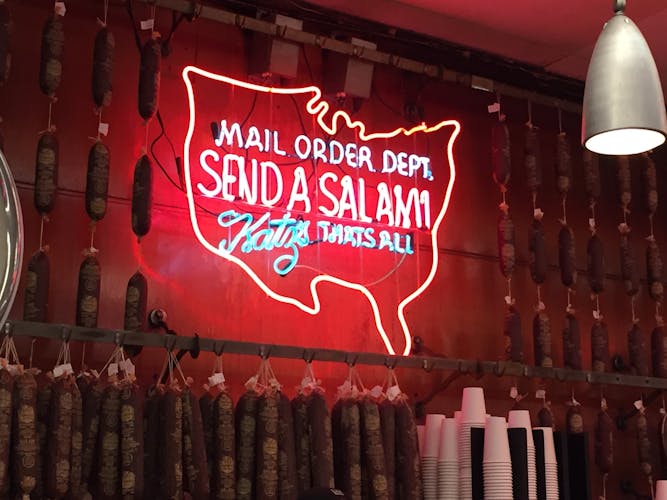 MAIL ORDER DEPT.
SEND A SALAMI
Katz's THATS ALL